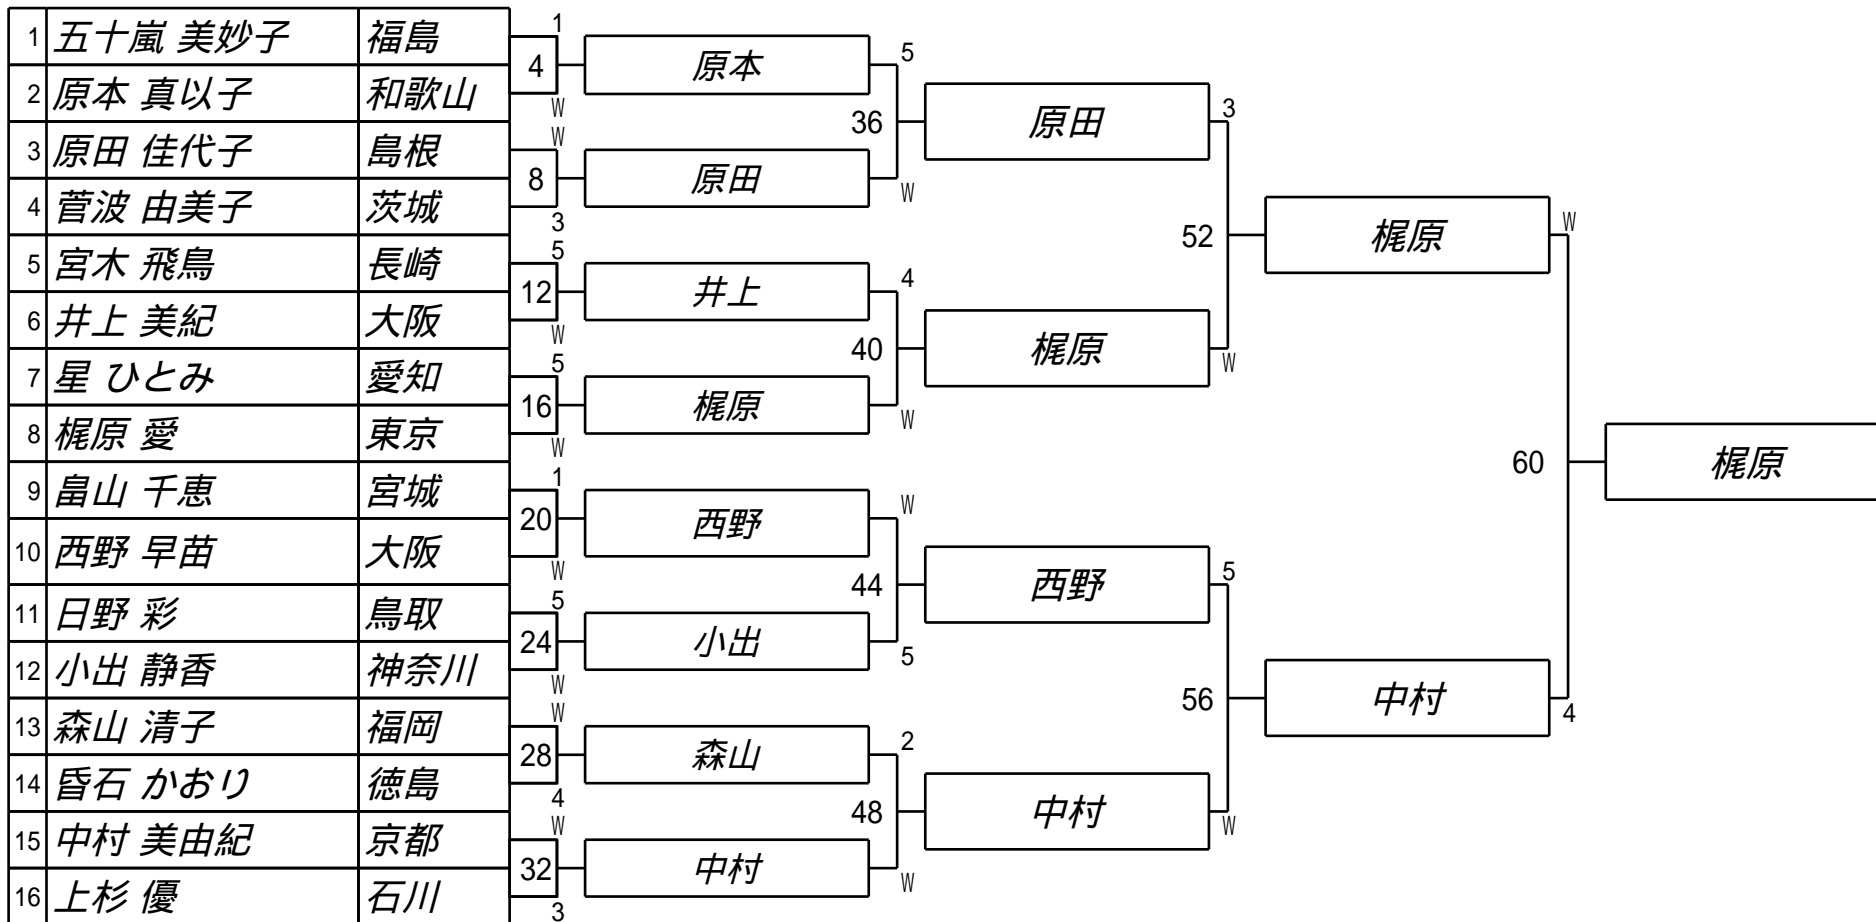 1 五十嵐 美妙子 福島
2 原本 真以子 和歌山
3 原田 佳代子 島根
4 菅波 由美子 茨城
5 宮木 飛鳥 長崎
6 井上 美紀 大阪
7 星 ひとみ 愛知
8 梶原 愛 東京
9 畠山 千恵 宮城
10 西野 早苗 大阪
11 日野 彩 鳥取
12 小出 静香 神奈川
13 森山 清子 福岡
14 昏石 かおり 徳島
15 中村 美由紀 京都
16 上杉 優 石川
1
4
W
W
8
3
5
12
W
5
16
W
1
20
W
5
24
W
W
28
4
W
32
3
原本 5
36
原田 W
井上 4
40
梶原 W
西野 W
44
小出 5
森山 2
48
中村 W
原田 3
52
梶原 W
西野 5
56
中村 W
梶原 W
60
中村 4
梶原